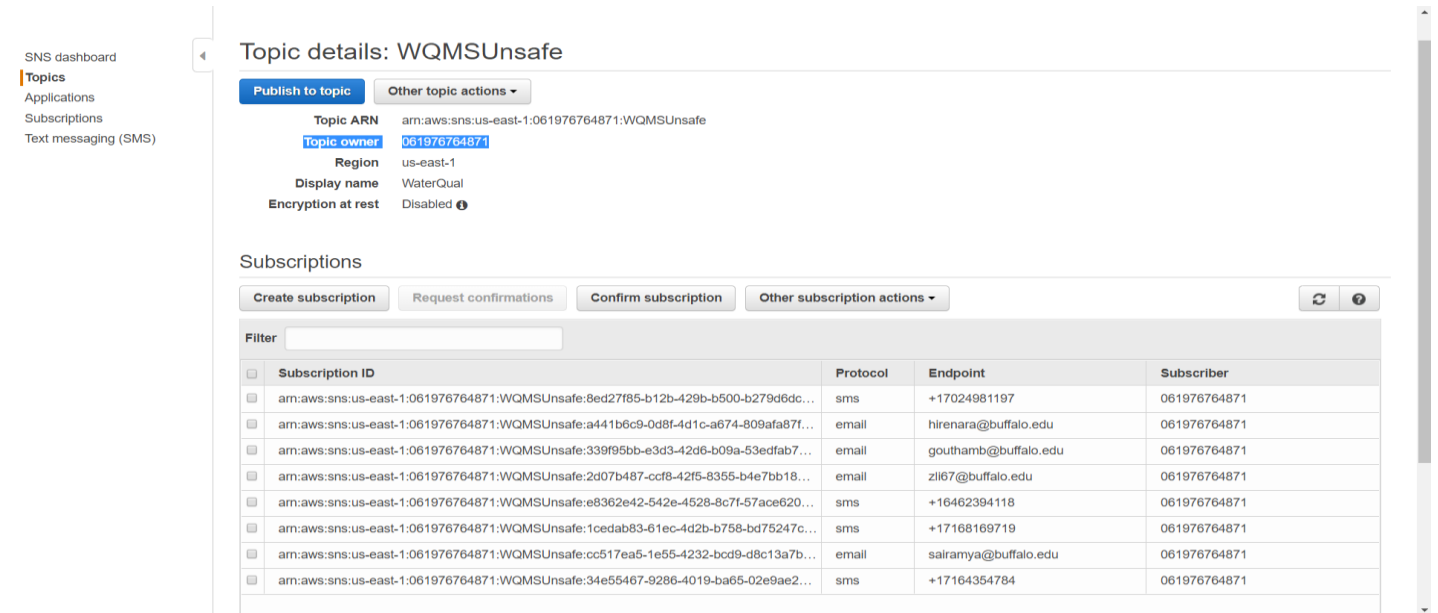 SNS dashboard
Topics
Applications
Subscriptions
Text messaging (SMS)
Topic details: WQMSUnsafe
Publish to topic Other topic actions
Topic ARN arn:aws:sns:us-east-1:061976764871:WQMSUnsafe
Topic owner 061976764871
Region us-east-1
Display name WaterQual
Encryption at rest Disabled
Subscriptions
Create subscription Request confirmations Confirm subscription Other subscription actions
Filter
Subscription ID Protocol Endpoint Subscriber
arn:aws:sns:us-east-1:061976764871:WQMSUnsafe:8ed27f85-b12b-429b-b500-b279d6dc... sms +17024981197 061976764871
arn:aws:sns:us-east-1:061976764871:WQMSUnsafe:a441b6c9-0d8f-4d1c-a674-809afa87f... email hirenara@buffalo.edu 061976764871
arn:aws:sns:us-east-1:061976764871:WQMSUnsafe:339f95bb-e3d3-42d6-b09a-53edfab7... email gouthamb@buffalo.edu 061976764871
arn:aws:sns:us-east-1:061976764871:WQMSUnsafe:2d07b487-ccf8-42f5-8355-b4e7bb18... email zli67@buffalo.edu 061976764871
arn:aws:sns:us-east-1:061976764871:WQMSUnsafe:e8362e42-542e-4528-8c7f-57ace620... sms +16462394118 061976764871
arn:aws:sns:us-east-1:061976764871:WQMSUnsafe:1cedab83-61ec-4d2b-b758-bd75247c... sms +17168169719 061976764871
arn:aws:sns:us-east-1:061976764871:WQMSUnsafe:cc517ea5-1e55-4232-bcd9-d8c13a7b... email sairamya@buffalo.edu 061976764871
arn:aws:sns:us-east-1:061976764871:WQMSUnsafe:34e55467-9286-4019-ba65-02e9ae2... sms +17164354784 061976764871